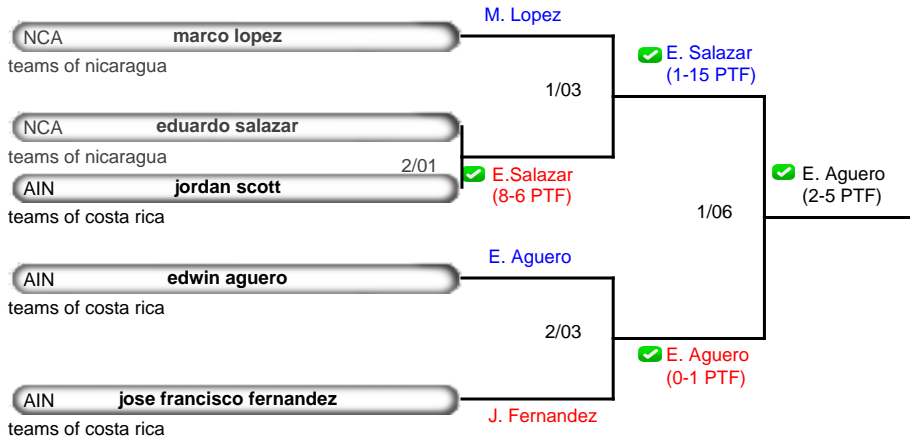 M. Lopez
NCA marco lopez
teams of nicaragua
E. Salazar
(1-15 PTF)
1/03
NCA eduardo salazar
teams of nicaragua
2/01
E.Salazar
(8-6 PTF)
AIN jordan scott
teams of costa rica
E. Aguero
(2-5 PTF)
1/06
E. Aguero
AIN edwin aguero
teams of costa rica
2/03
E. Aguero
(0-1 PTF)
AIN jose francisco fernandez
J. Fernandez
teams of costa rica